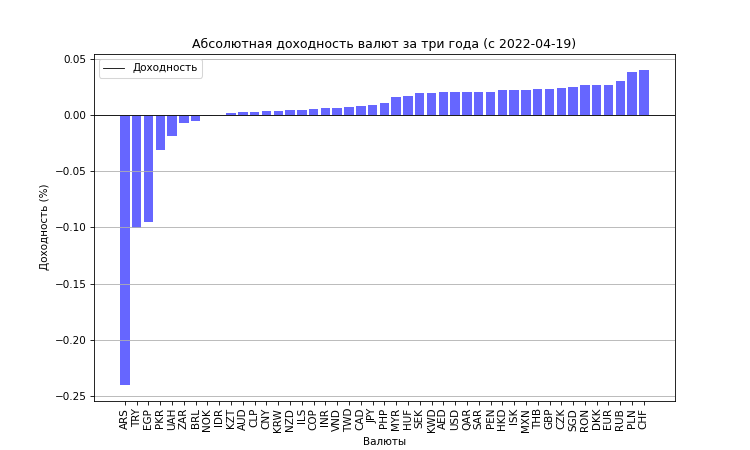 Абсолютная доходность валют за три года (с 2022-04-19)
Доходность
0.05
0.00
−0.05
−0.10
−0.15
−0.20
−0.25
Доходность (%)
ARS TRY EGP PKR UAH ZAR BRL NOK IDR KZT AUD CLP CNY KRW NZD ILS COP INR VND TWD CAD JPY PHP MYR HUF SEK KWD AED USD QAR SAR PEN HKD ISK MXN THB GBP CZK SGD RON DKK EUR RUB PLN CHF
Валюты